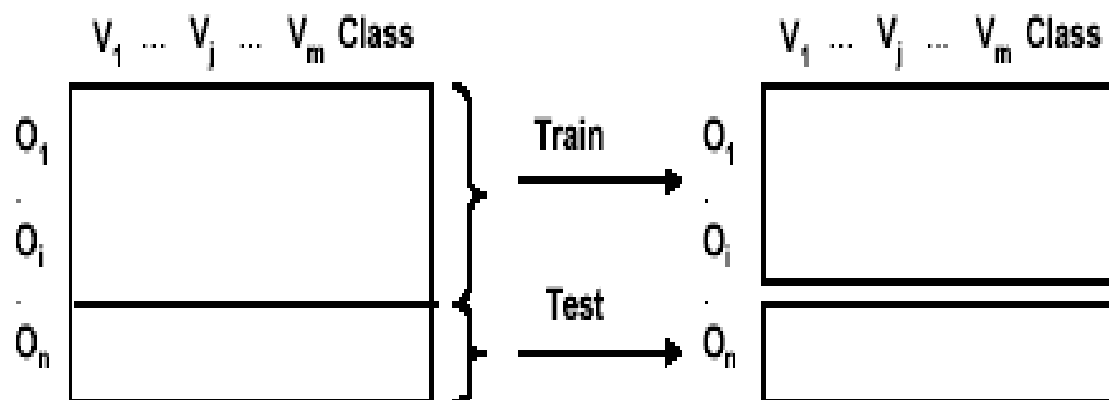 V₁ ... Vⱼ ... Vₘ Class
V₁ ... Vⱼ ... Vₘ Class
O₁
Train
O₁
.
.
Oᵢ
Oᵢ
.
Test
.
Oₙ
Oₙ